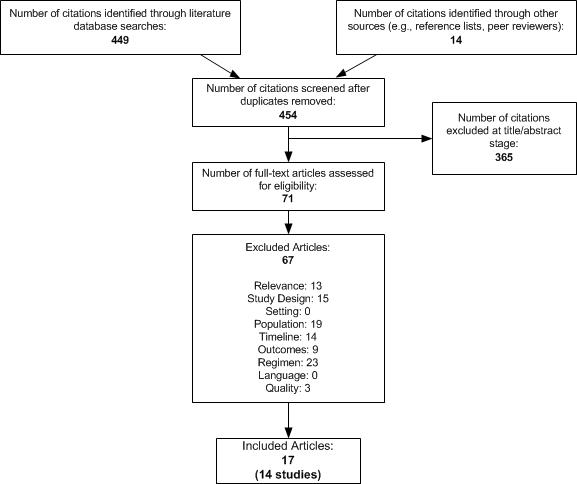 Number of citations identified through literature
database searches:
449
Number of citations identified through other
sources (e.g., reference lists, peer reviewers):
14
Number of citations screened after
duplicates removed:
454
Number of citations
excluded at title/abstract
stage:
365
Number of full-text articles assessed
for eligibility:
71
Excluded Articles:
67
Relevance: 13
Study Design: 15
Setting: 0
Population: 19
Timeline: 14
Outcomes: 9
Regimen: 23
Language: 0
Quality: 3
Included Articles:
17
(14 studies)